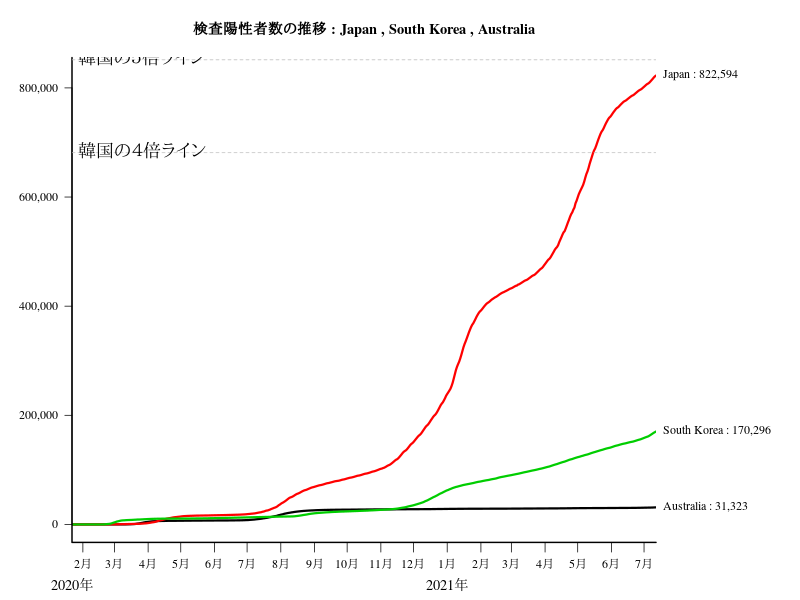 検査陽性者数の推移 : Japan , South Korea , Australia
韓国の5倍ライン
800,000
Japan : 822,594
韓国の4倍ライン
600,000
400,000
200,000
South Korea : 170,296
Australia : 31,323
0
2月 3月 4月 5月 6月 7月 8月 9月 10月 11月 12月 1月 2月 3月 4月 5月 6月 7月
2020年 2021年